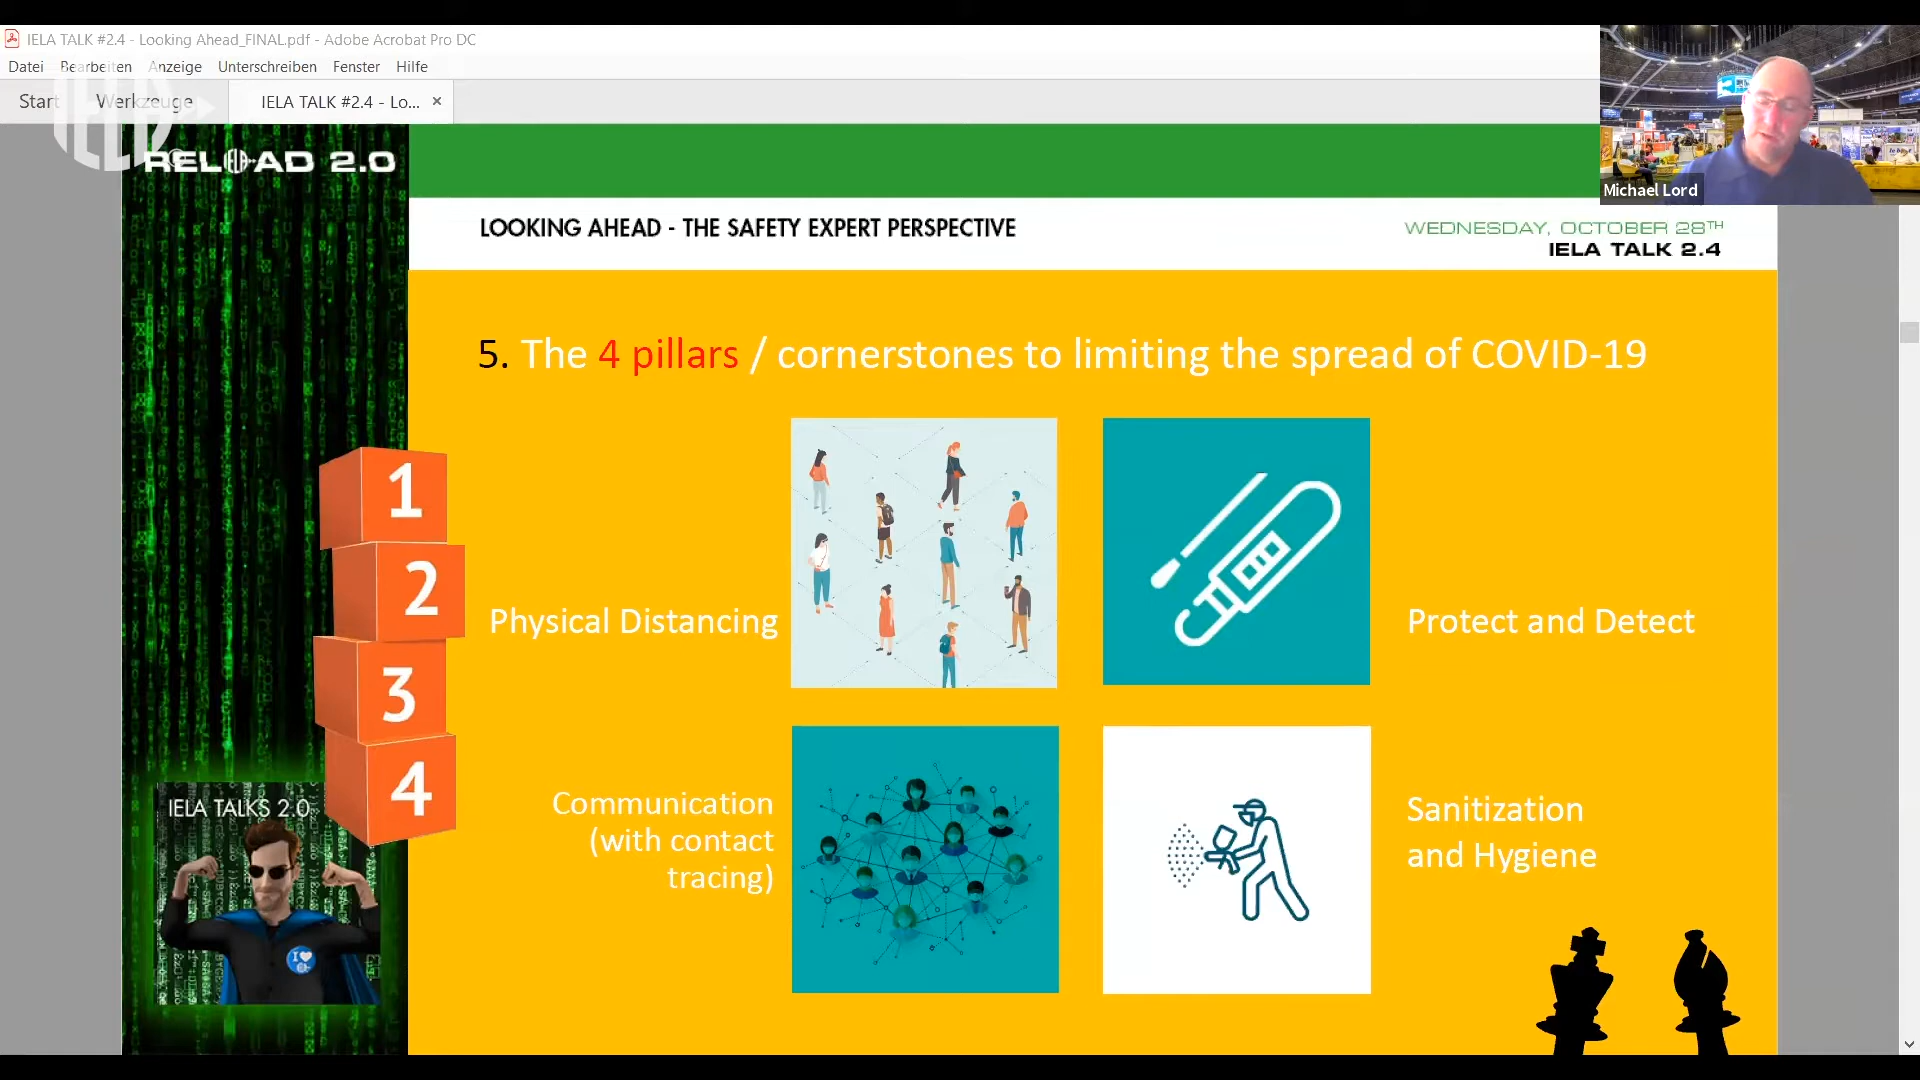 IELA TALK #2.4 - Looking Ahead_FINAL.pdf - Adobe Acrobat Pro DC
Datei Bearbeiten Anzeige Unterschreiben Fenster Hilfe
Start Werkzeuge IELA TALK #2.4 - Lo... ×
IELA
RELOAD 2.0
Michael Lord
LOOKING AHEAD - THE SAFETY EXPERT PERSPECTIVE
WEDNESDAY, OCTOBER 28TH
IELA TALK 2.4
5. The 4 pillars / cornerstones to limiting the spread of COVID-19
1
2
3
4
Physical Distancing
Protect and Detect
Communication
(with contact
tracing)
Sanitization
and Hygiene
IELA TALKS 2.0